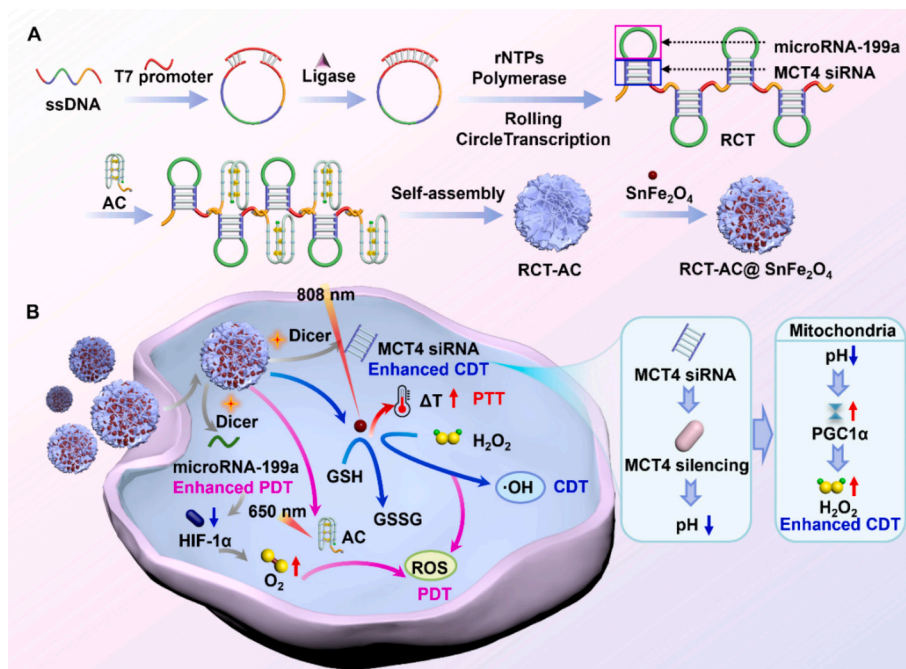 A
ssDNA
T7 promoter
Ligase
rNTPs
Polymerase
Rolling
CircleTranscription
microRNA-199a
MCT4 siRNA
RCT
AC
Self-assembly
RCT-AC
SnFe₂O₄
RCT-AC@ SnFe₂O₄
B
808 nm
Dicer
MCT4 siRNA
Enhanced CDT
Dicer
ΔT
PTT
H₂O₂
microRNA-199a
Enhanced PDT
GSH
·OH
CDT
650 nm
GSSG
HIF-1α
AC
O₂
ROS
PDT
MCT4 siRNA
MCT4 silencing
pH
Mitochondria
pH
PGC1α
H₂O₂
Enhanced CDT